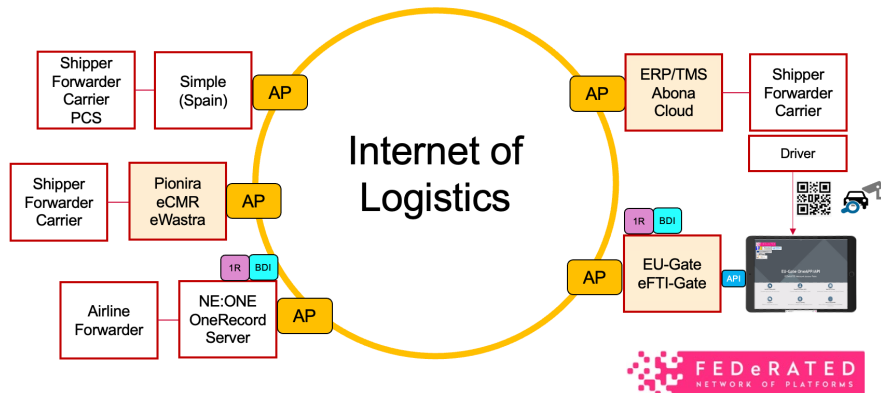 Shipper
Forwarder
Carrier
PCS
Simple
(Spain)
AP
Shipper
Forwarder
Carrier
Pionira
eCMR
eWastra
AP
1R
BDI
Airline
Forwarder
NE:ONE
OneRecord
Server
AP
Internet of
Logistics
AP
ERP/TMS
Abona
Cloud
Shipper
Forwarder
Carrier
Driver
1R
BDI
AP
EU-Gate
eFTI-Gate
API
FEDeRATED
NETWORK OF PLATFORMS